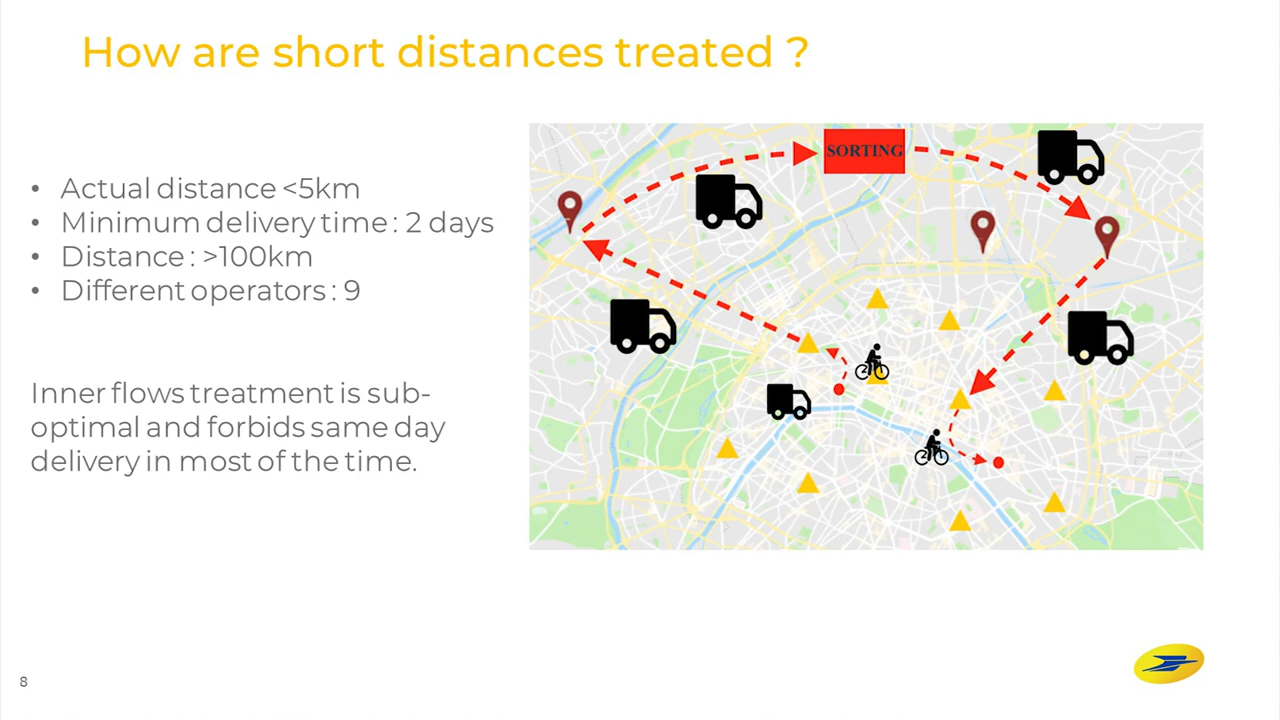 How are short distances treated ?
• Actual distance <5km
• Minimum delivery time : 2 days
• Distance : >100km
• Different operators : 9
Inner flows treatment is sub-
optimal and forbids same day
delivery in most of the time.
SORTING
8